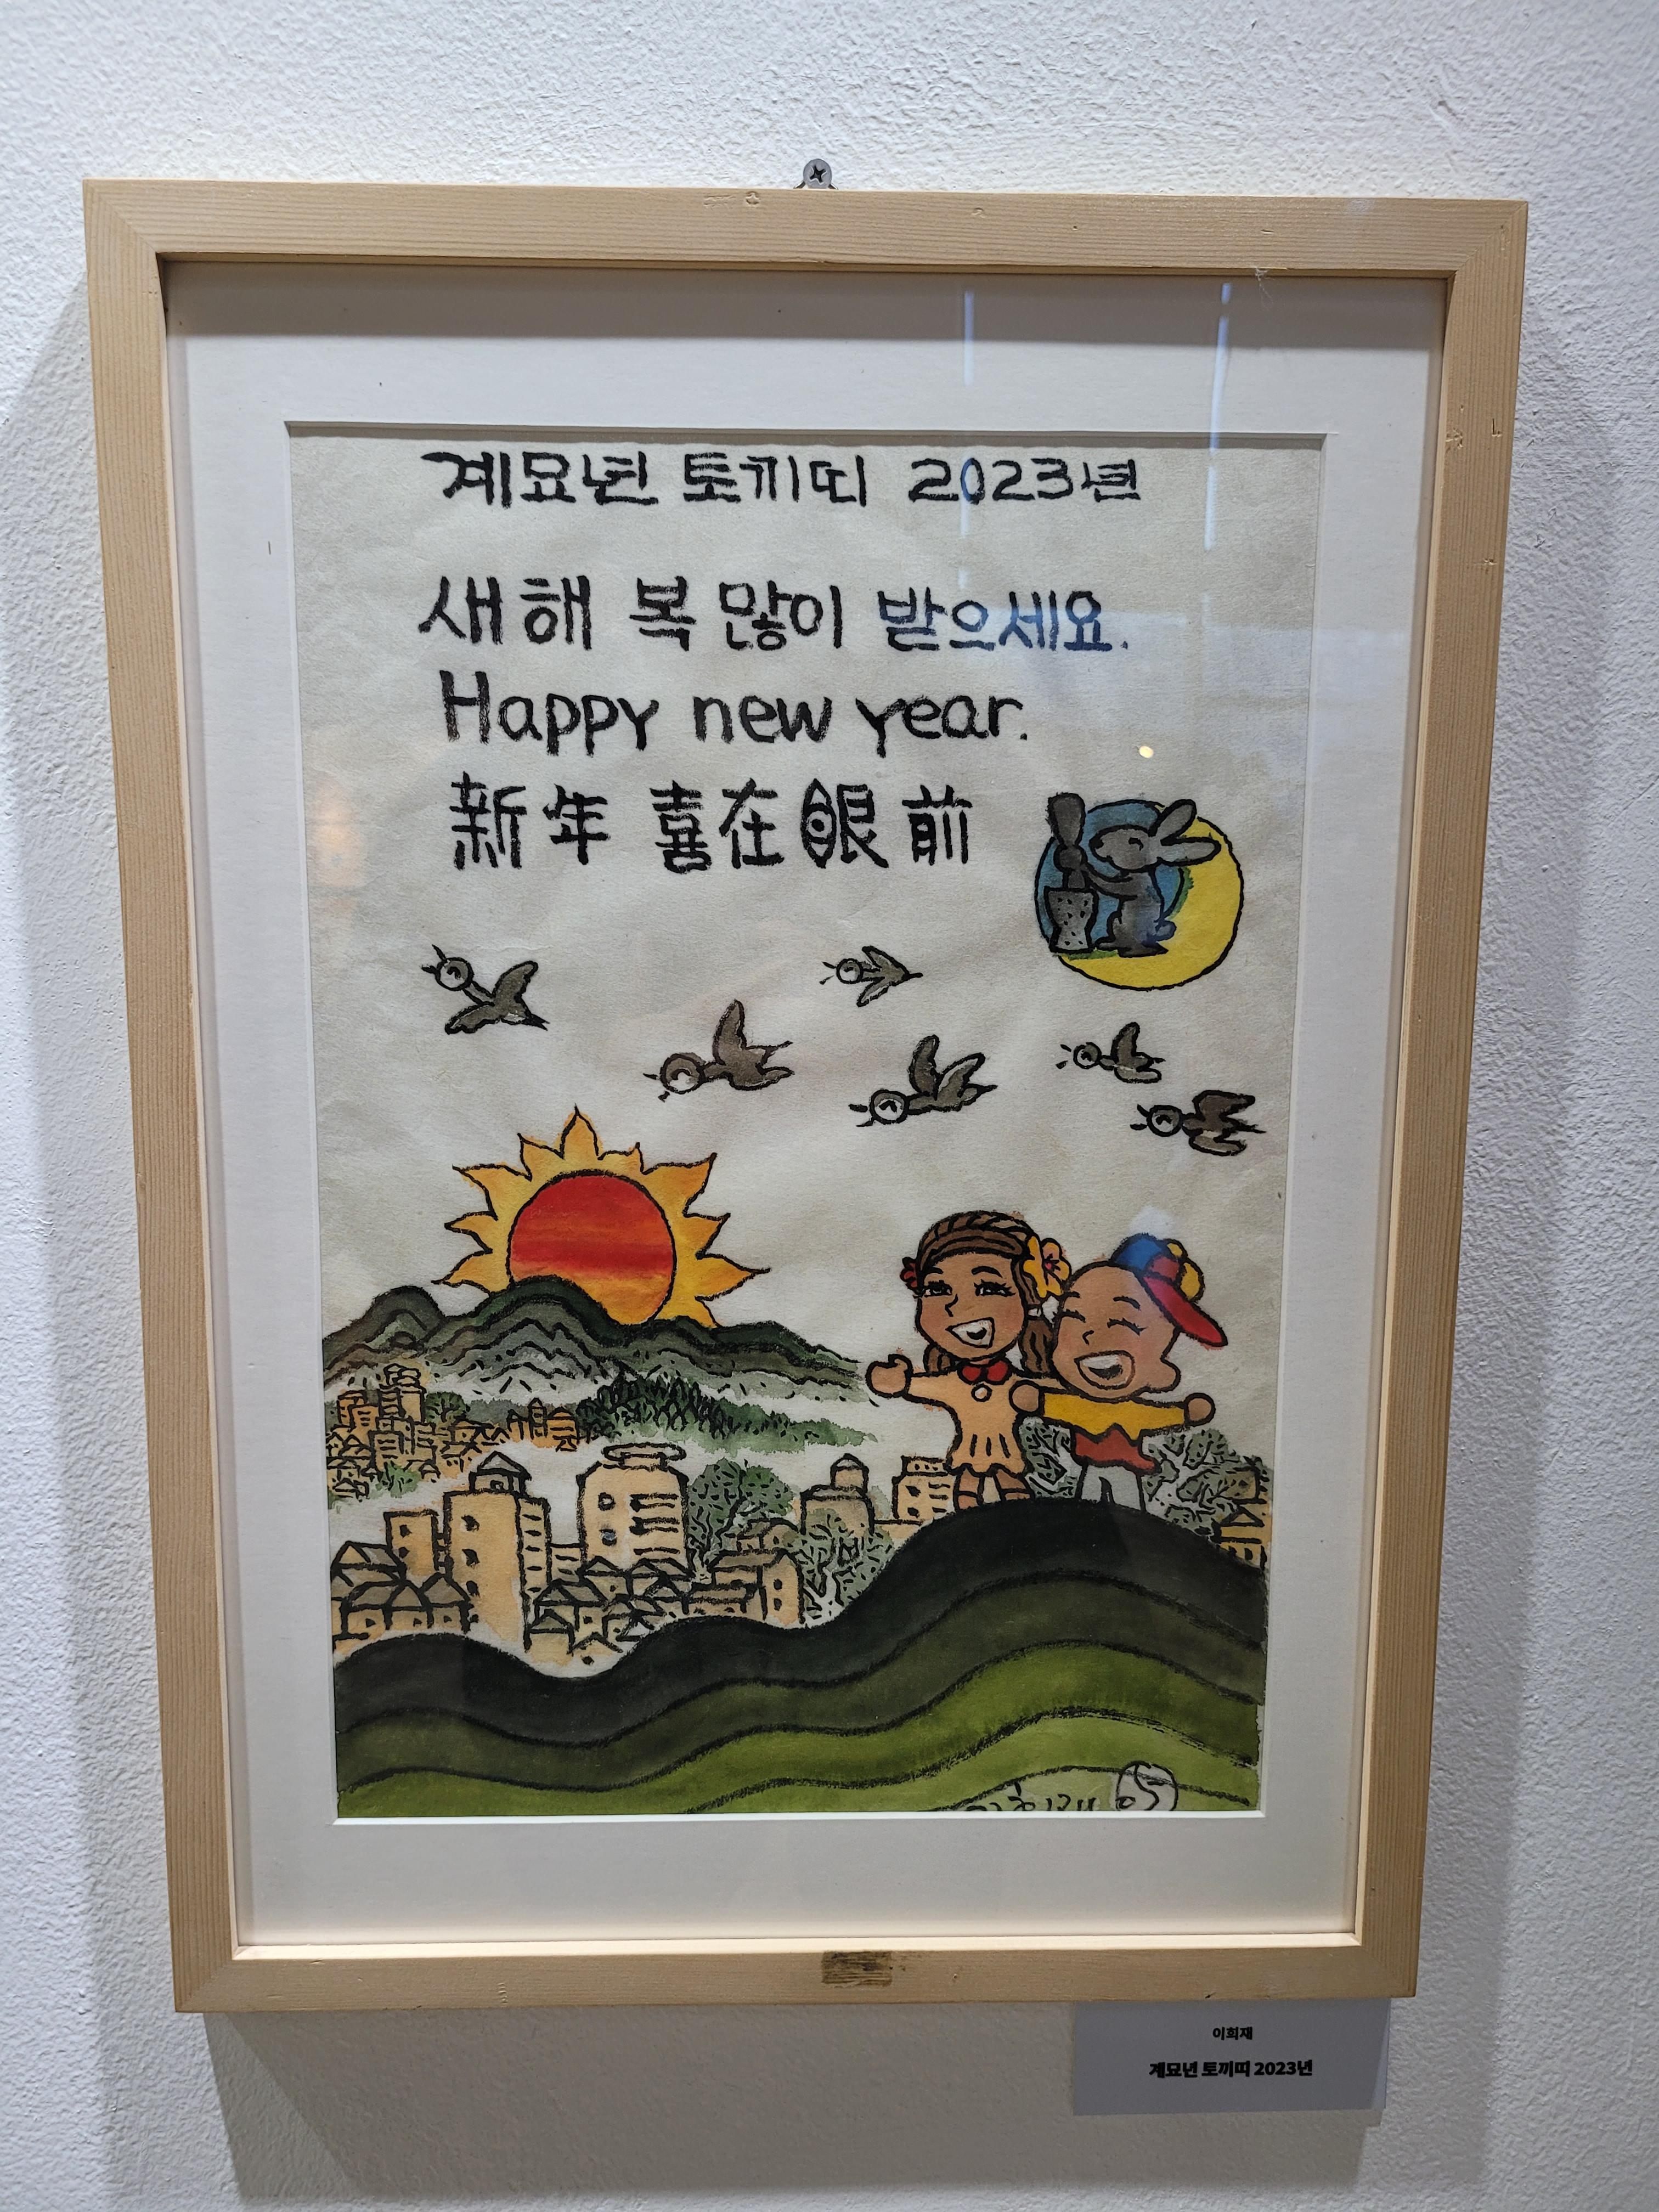 계묘년 토끼띠 2023년
새해 복 많이 받으세요.
Happy new year.
新年 喜在眼前
이희재
계묘년 토끼띠 2023년